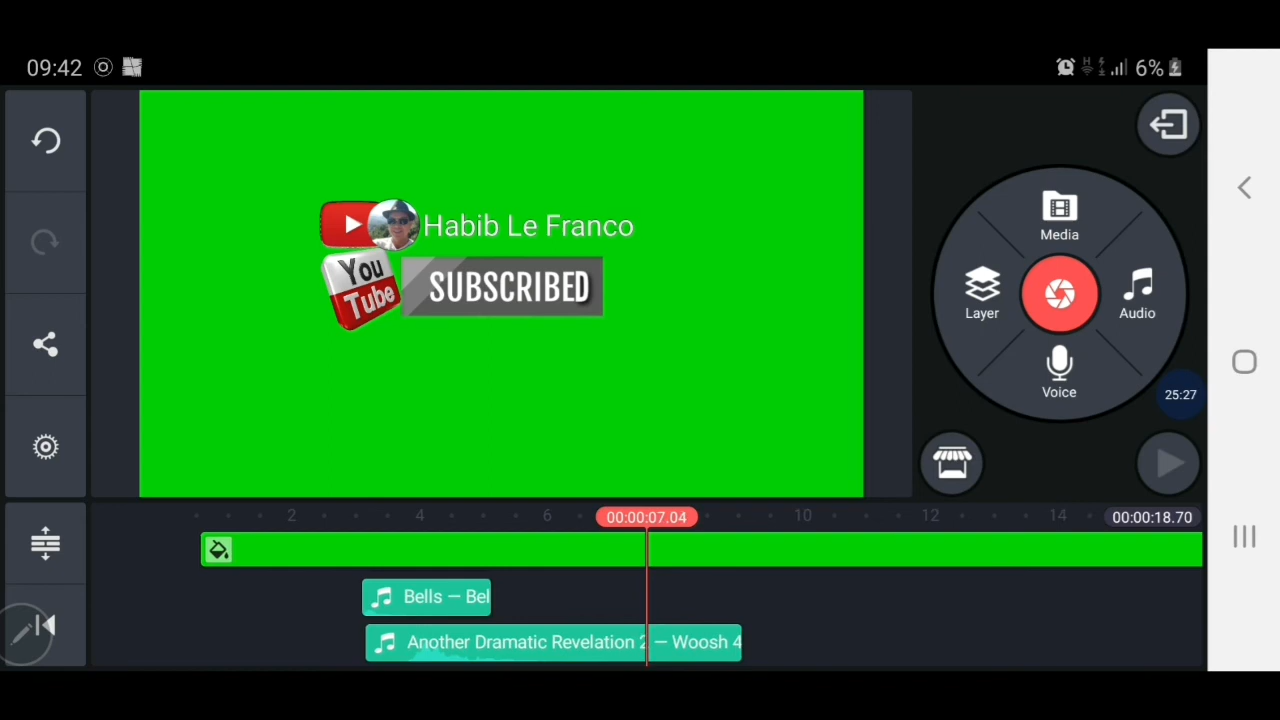 09:42
6%
Habib Le Franco
You
Tube
SUBSCRIBED
Media
Layer
Audio
Voice
25:27
2
4
6
00:00:07.04
10
12
14
00:00:18.70
Bells — Bel
Another Dramatic Revelation 2 — Woosh 4